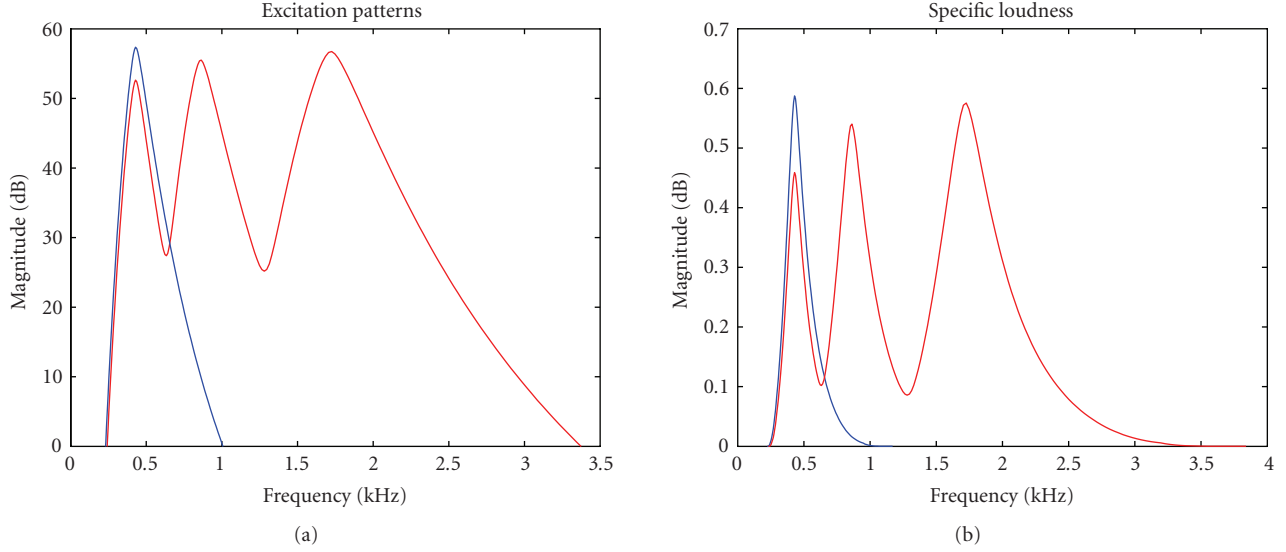 Excitation patterns
60
50
40
30
20
10
0
Magnitude (dB)
0 0.5 1 1.5 2 2.5 3 3.5
Frequency (kHz)
(a)
Specific loudness
0.7
0.6
0.5
0.4
0.3
0.2
0.1
0
Magnitude (dB)
0 0.5 1 1.5 2 2.5 3 3.5 4
Frequency (kHz)
(b)